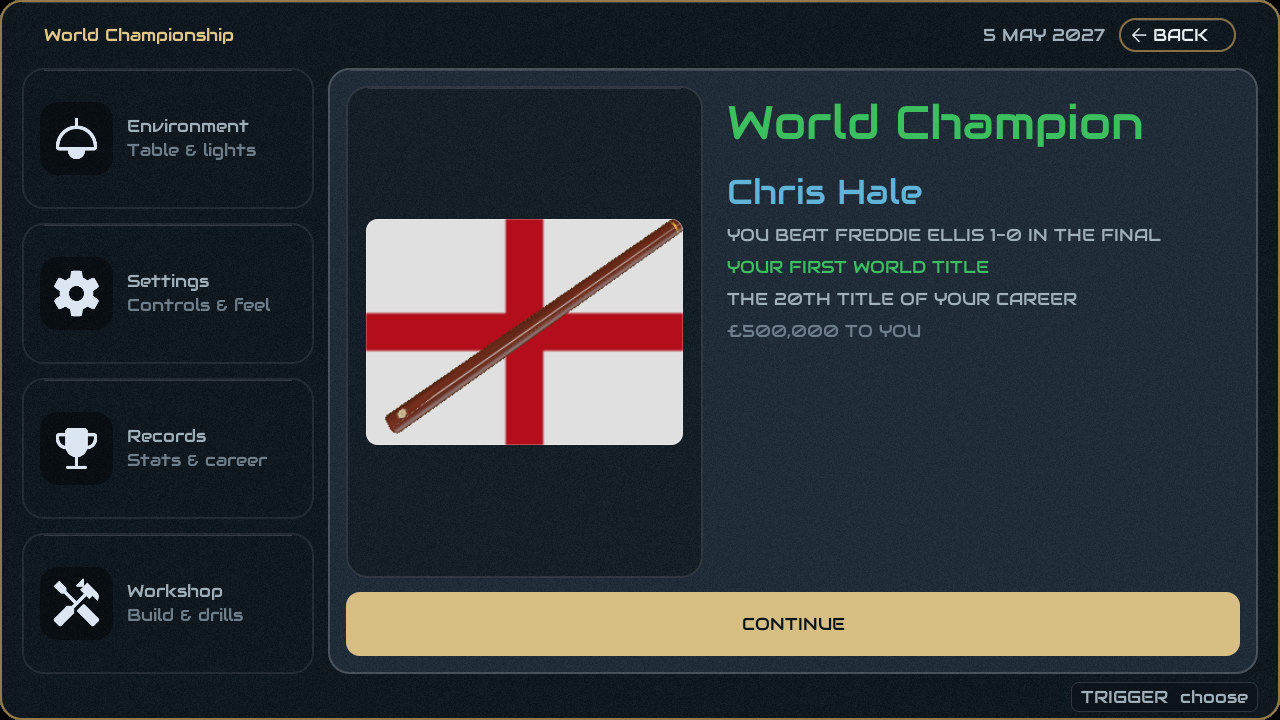 World Championship
5 MAY 2027
← BACK
Environment
Table & lights
Settings
Controls & feel
Records
Stats & career
Workshop
Build & drills
World Champion
Chris Hale
YOU BEAT FREDDIE ELLIS 1-0 IN THE FINAL
YOUR FIRST WORLD TITLE
THE 20TH TITLE OF YOUR CAREER
£500,000 TO YOU
CONTINUE
TRIGGER choose